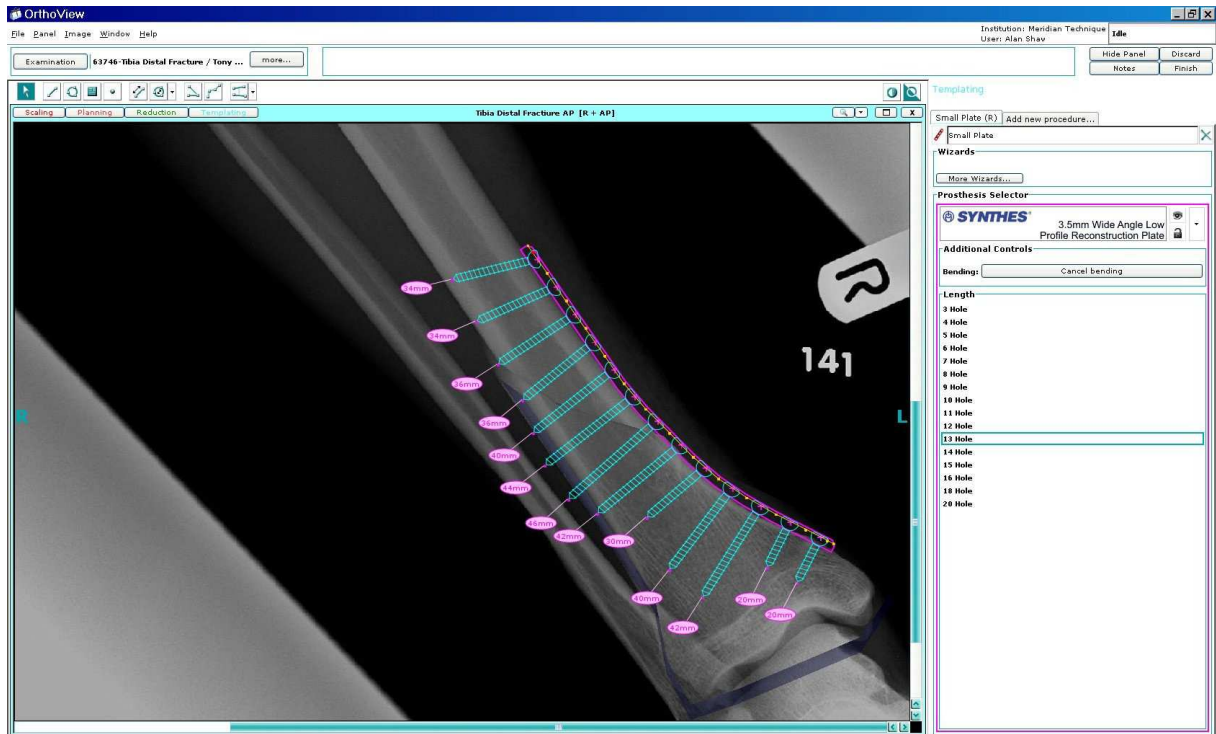 OrthoView
File Panel Image Window Help
Institution: Meridian Technique
User: Alan Shav
Idle
Examination
63746-Tibia Distal Fracture / Tony ...
more...
Hide Panel
Discard
Notes
Finish
Scaling
Planning
Reduction
Templating
Tibia Distal Fractiure AP [R + AP]
X
R
141
R
L
34mm
34mm
36mm
36mm
40mm
44mm
46mm
42mm
30mm
40mm
42mm
20mm
20mm
Templating
Small Plate (R)
Add new procedure...
Small Plate
Wizards
More Wizards...
Prosthesis Selector
SYNTHES®
3.5mm Wide Angle Low
Profile Reconstruction Plate
Additional Controls
Bending:
Cancel bending
Length
3 Hole
4 Hole
5 Hole
6 Hole
7 Hole
8 Hole
9 Hole
10 Hole
11 Hole
12 Hole
13 Hole
14 Hole
15 Hole
16 Hole
18 Hole
20 Hole